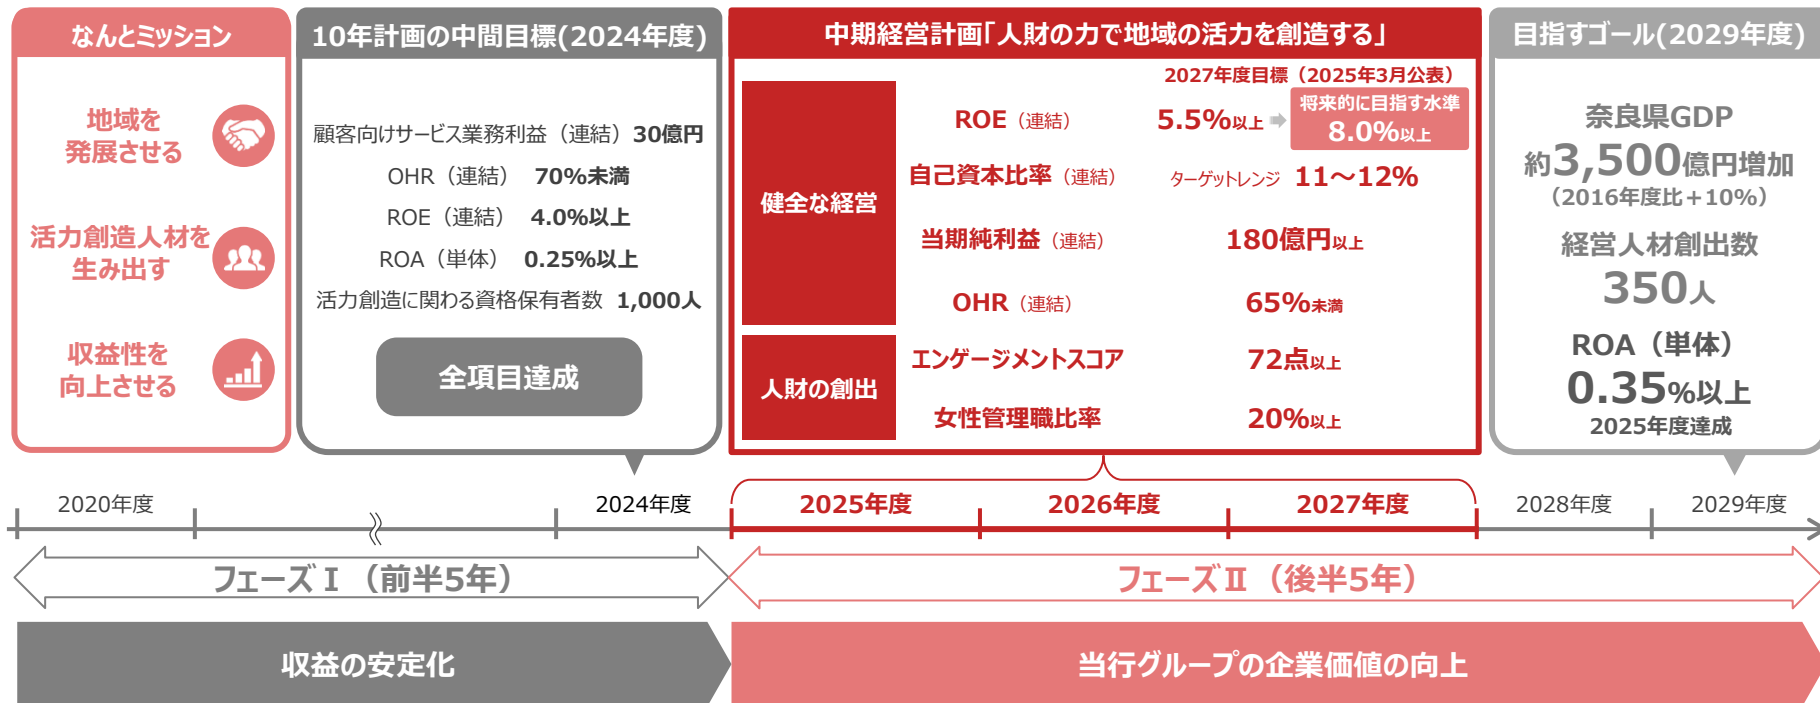 なんとミッション
地域を
発展させる
活力創造人材を
生み出す
収益性を
向上させる
10年計画の中間目標(2024年度)
顧客向けサービス業務利益（連結）30億円
OHR（連結） 70%未満
ROE（連結） 4.0%以上
ROA（単体） 0.25%以上
活力創造に関わる資格保有者数 1,000人
全項目達成
中期経営計画「人財の力で地域の活力を創造する」
2027年度目標（2025年3月公表）
健全な経営
ROE（連結） 5.5%以上
将来的に目指す水準
8.0%以上
自己資本比率（連結） ターゲットレンジ 11～12%
当期純利益（連結） 180億円以上
OHR（連結） 65%未満
人財の創出
エンゲージメントスコア 72点以上
女性管理職比率 20%以上
目指すゴール(2029年度)
奈良県GDP
約3,500億円増加
（2016年度比＋10%）
経営人材創出数
350人
ROA（単体）
0.35%以上
2025年度達成
2020年度 2024年度 2025年度 2026年度 2027年度 2028年度 2029年度
フェーズⅠ（前半5年） フェーズⅡ（後半5年）
収益の安定化 当行グループの企業価値の向上